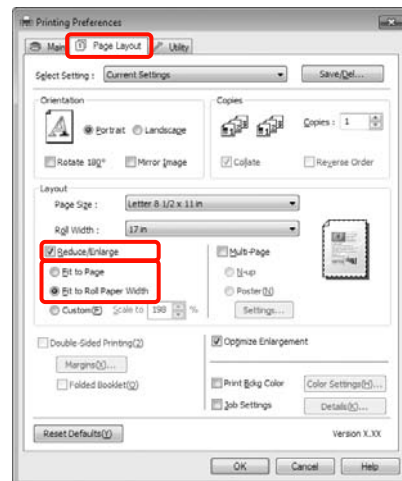 Printing Preferences
Main Page Layout Utility
Select Setting : Current Settings Save/Del...
Orientation Copies
Portrait Landscape Copies : 1
Rotate 180° Mirror Image Collate Reverse Order
Layout
Page Size : Letter 8 1/2 x 11 in
Roll Width : 17 in
Reduce/Enlarge Multi-Page
Fit to Page N-up
Fit to Roll Paper Width Poster(N)
Custom(F) Scale to 198 % Settings...
Double-Sided Printing(2) Optimize Enlargement
Margins(X)...
Folded Booklet(Q) Print Bckg Color Color Settings(H)...
Job Settings Details(K)...
Reset Defaults(Y) Version X.XX
OK Cancel Help